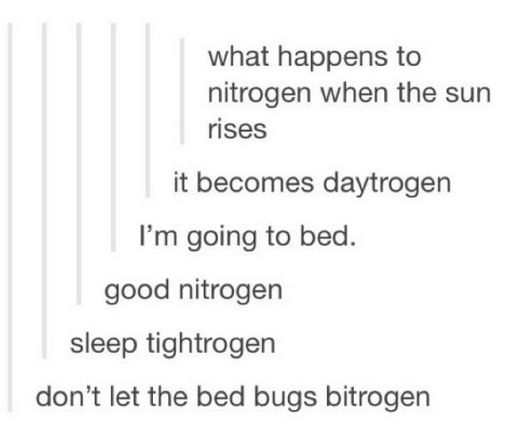 what happens to
nitrogen when the sun
rises
it becomes daytrogen
I'm going to bed.
good nitrogen
sleep tightrogen
don't let the bed bugs bitrogen